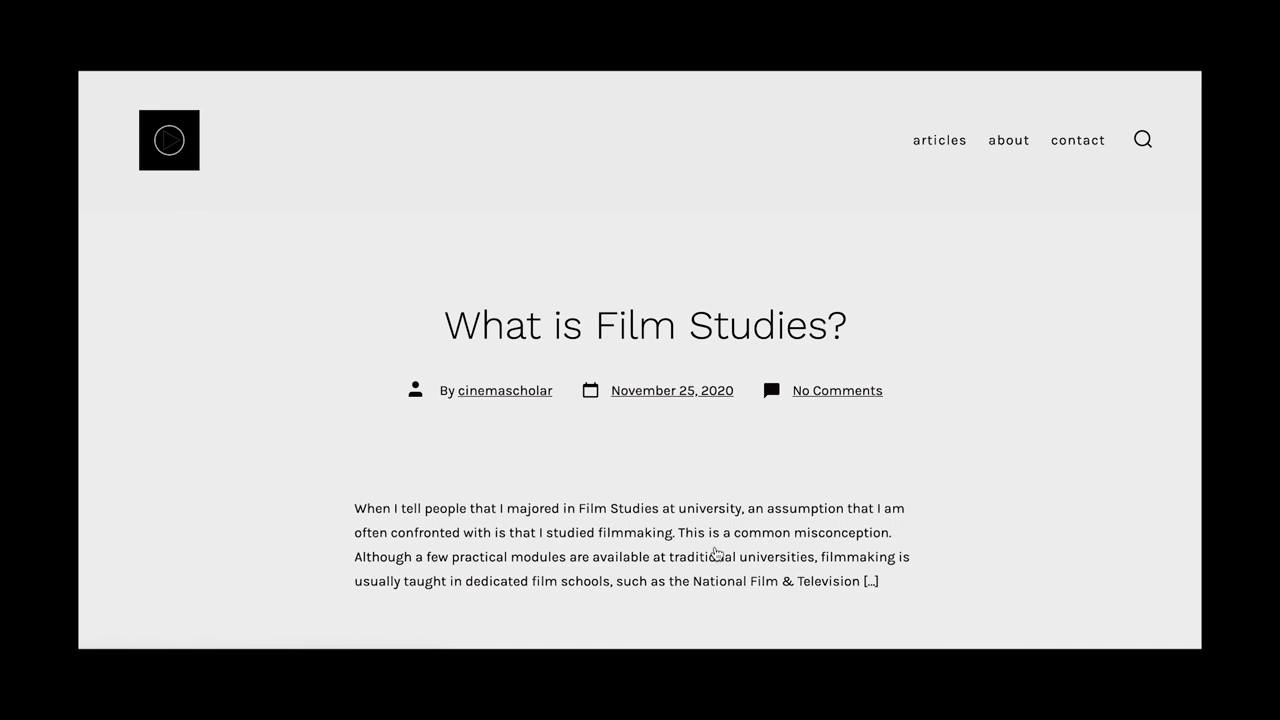 articles about contact
What is Film Studies?
By cinemascholar November 25, 2020 No Comments
When I tell people that I majored in Film Studies at university, an assumption that I am
often confronted with is that I studied filmmaking. This is a common misconception.
Although a few practical modules are available at traditional universities, filmmaking is
usually taught in dedicated film schools, such as the National Film & Television [...]